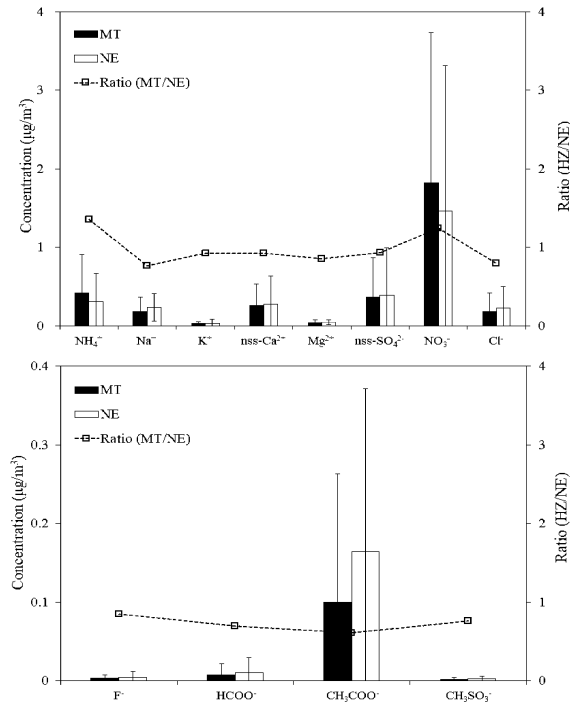 4
3
2
1
0
Concentration (µg/m³)
MT
NE
Ratio (MT/NE)
4
3
2
1
0
Ratio (HZ/NE)
NH₄⁺ Na⁺ K⁺ nss-Ca²⁺ Mg²⁺ nss-SO₄²⁻ NO₃⁻ Cl⁻
0.4
0.3
0.2
0.1
0
Concentration (µg/m³)
MT
NE
Ratio (MT/NE)
4
3
2
1
0
Ratio (HZ/NE)
F⁻ HCOO⁻ CH₃COO⁻ CH₃SO₃⁻